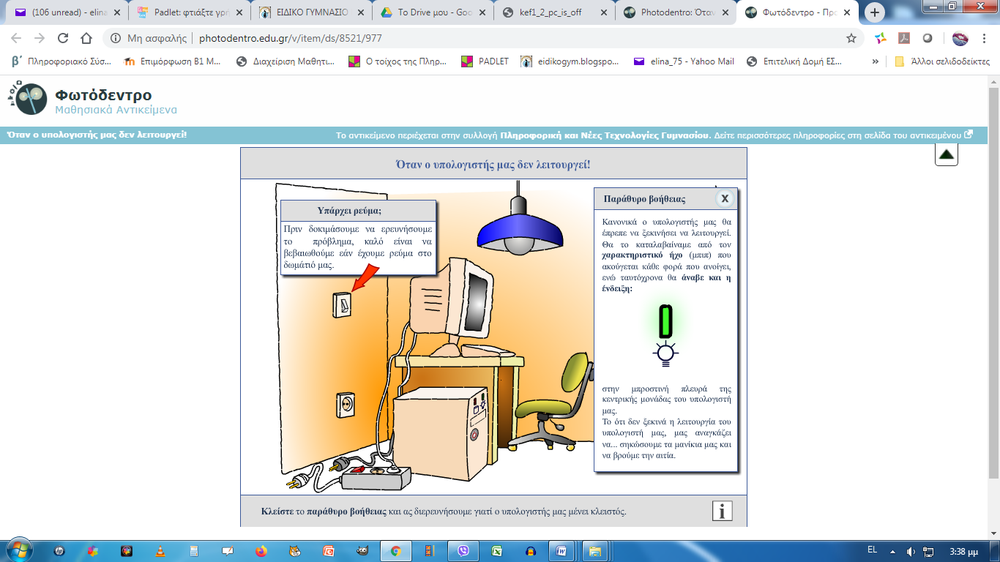 (106 unread) - elina
Padlet: φτιάξτε γρή
ΕΙΔΙΚΟ ΓΥΜΝΑΣΙΟ
Το Drive μου - Goo
kef1_2_pc_is_off
Photodentro: Όταν
Φωτόδεντρο - Προ
Μη ασφαλής | photodentro.edu.gr/v/item/ds/8521/977
Πληροφοριακό Σύσ...
Επιμόρφωση Β1 Μ...
Διαχείριση Μαθητι...
Ο τοίχος της Πληρ...
PADLET
eidikogym.blogspo...
elina_75 - Yahoo Mail
Επιτελική Δομή ΕΣ...
»
Άλλοι σελιδοδείκτες
Φωτόδεντρο
Μαθησιακά Αντικείμενα
Όταν ο υπολογιστής μας δεν λειτουργεί!
Το αντικείμενο περιέχεται στην συλλογή Πληροφορική και Νέες Τεχνολογίες Γυμνασίου. Δείτε περισσότερες πληροφορίες στη σελίδα του αντικειμένου
Όταν ο υπολογιστής μας δεν λειτουργεί!
Υπάρχει ρεύμα;
Πριν δοκιμάσουμε να ερευνήσουμε
το πρόβλημα, καλό είναι να
βεβαιωθούμε εάν έχουμε ρεύμα στο
δωμάτιό μας.
Παράθυρο βοήθειας
X
Κανονικά ο υπολογιστής μας θα
έπρεπε να ξεκινήσει να λειτουργεί.
Θα το καταλαβαίναμε από τον
χαρακτηριστικό ήχο (μπιπ) που
ακούγεται κάθε φορά που ανοίγει,
ενώ ταυτόχρονα θα άναβε και η
ένδειξη:
στην μπροστινή πλευρά της
κεντρικής μονάδας του υπολογιστή
μας.
Το ότι δεν ξεκινά η λειτουργία του
υπολογιστή μας, μας αναγκάζει
να... σηκώσουμε τα μανίκια μας και
να βρούμε την αιτία.
Κλείστε το παράθυρο βοήθειας και ας διερευνήσουμε γιατί ο υπολογιστής μας μένει κλειστός.
i
EL
3:38 μμ